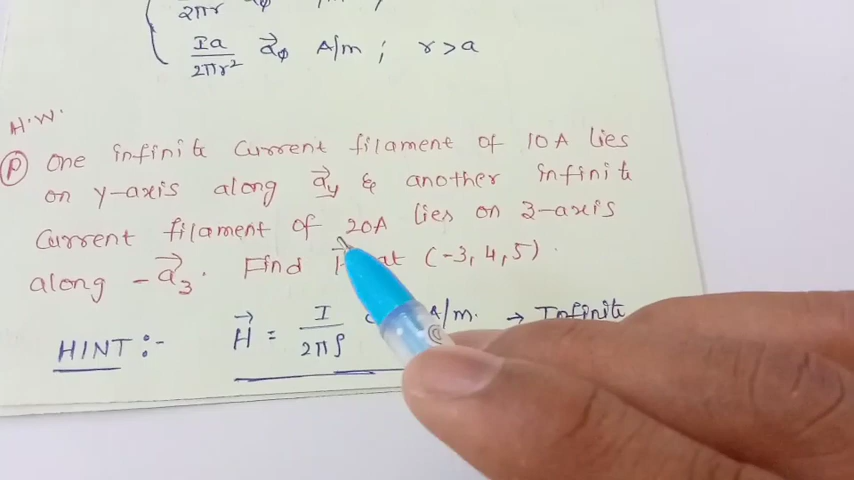 2πr
Ia
2πr² a⃗ϕ A/m ; r > a
H.W.
(P) One infinite current filament of 10A lies
on y-axis along a⃗y & another infinite
current filament of 20A lies on z-axis
along - a⃗z. Find at (-3, 4, 5).
HINT :- H⃗ = I / 2πρ A/m. → Infinite